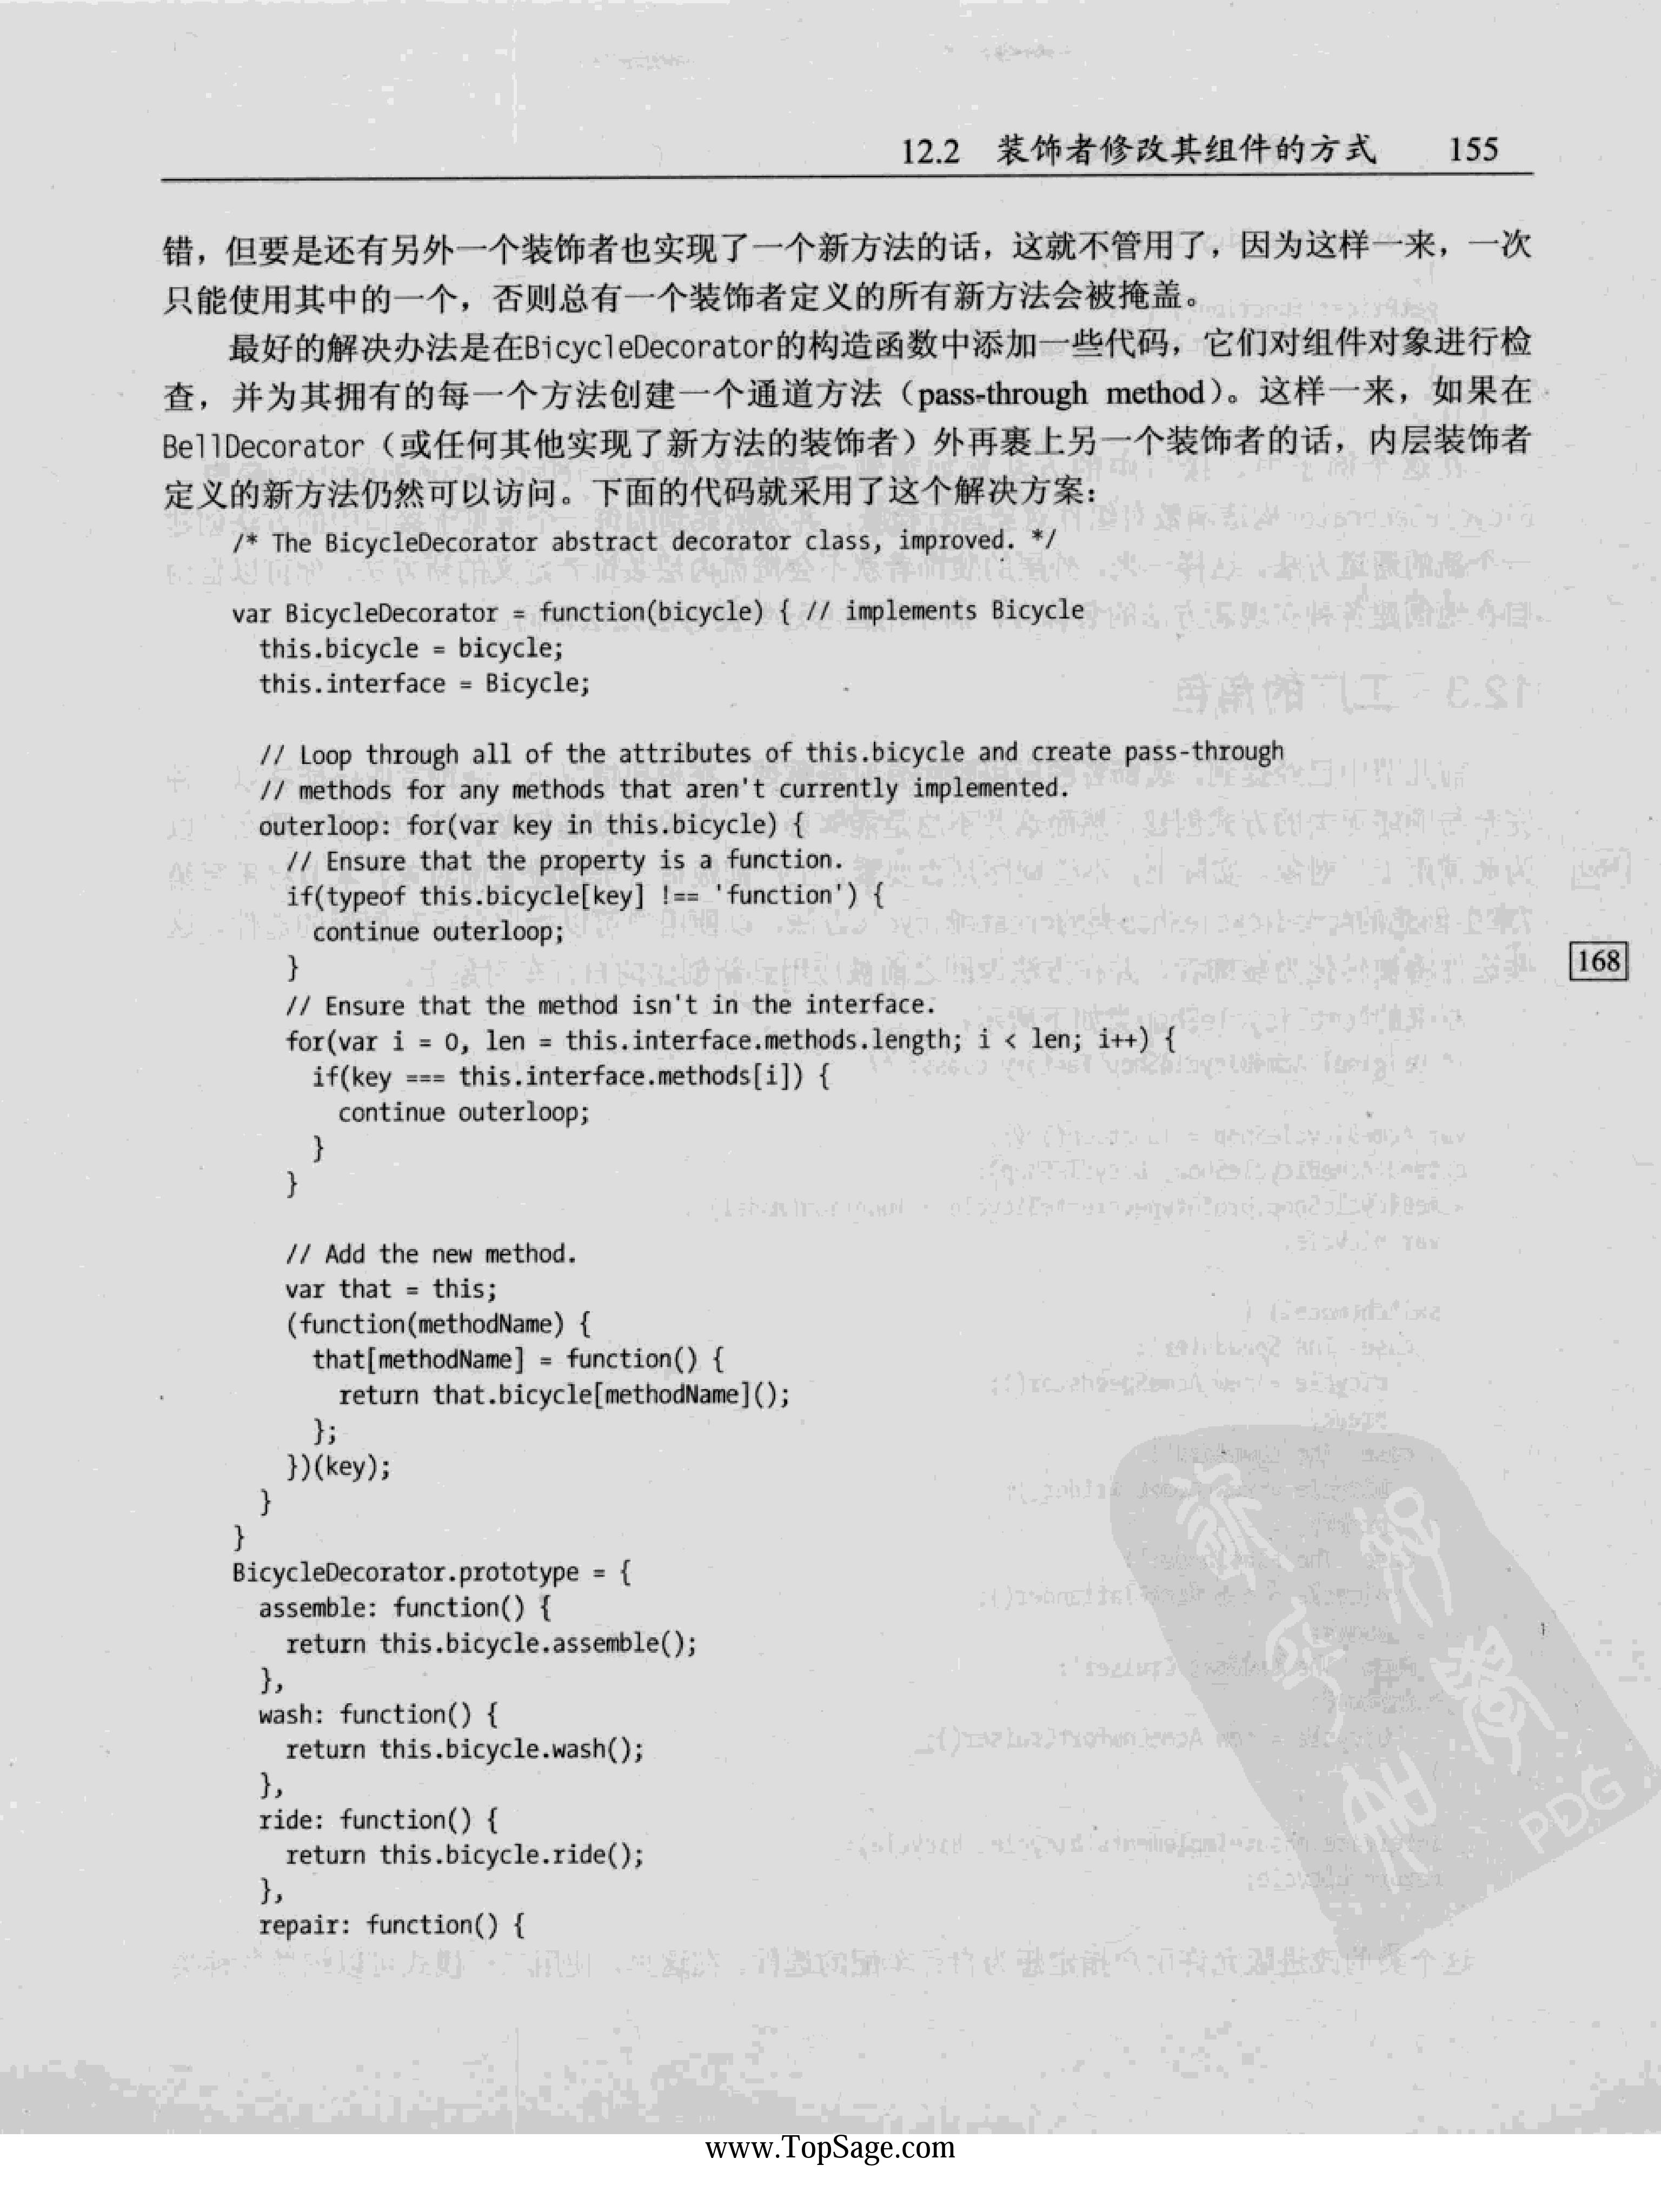 12.2 装饰者修改其组件的方式 155
错，但要是还有另外一个装饰者也实现了一个新方法的话，这就不管用了，因为这样一来，一次
只能使用其中的一个，否则总有一个装饰者定义的所有新方法会被掩盖。
最好的解决办法是在BicycleDecorator的构造函数中添加一些代码，它们对组件对象进行检
查，并为其拥有的每一个方法创建一个通道方法（pass-through method）。这样一来，如果在
BellDecorator（或任何其他实现了新方法的装饰者）外再裹上另一个装饰者的话，内层装饰者
定义的新方法仍然可以访问。下面的代码就采用了这个解决方案：
/* The BicycleDecorator abstract decorator class, improved. */
var BicycleDecorator = function(bicycle) { // implements Bicycle
this.bicycle = bicycle;
this.interface = Bicycle;
// Loop through all of the attributes of this.bicycle and create pass-through
// methods for any methods that aren't currently implemented.
outerloop: for(var key in this.bicycle) {
// Ensure that the property is a function.
if(typeof this.bicycle[key] !== 'function') {
continue outerloop;
}
168
// Ensure that the method isn't in the interface.
for(var i = 0, len = this.interface.methods.length; i < len; i++) {
if(key === this.interface.methods[i]) {
continue outerloop;
}
}
// Add the new method.
var that = this;
(function(methodName) {
that[methodName] = function() {
return that.bicycle[methodName]();
};
})(key);
}
}
BicycleDecorator.prototype = {
assemble: function() {
return this.bicycle.assemble();
},
wash: function() {
return this.bicycle.wash();
},
ride: function() {
return this.bicycle.ride();
},
repair: function() {
PDG
www.TopSage.com